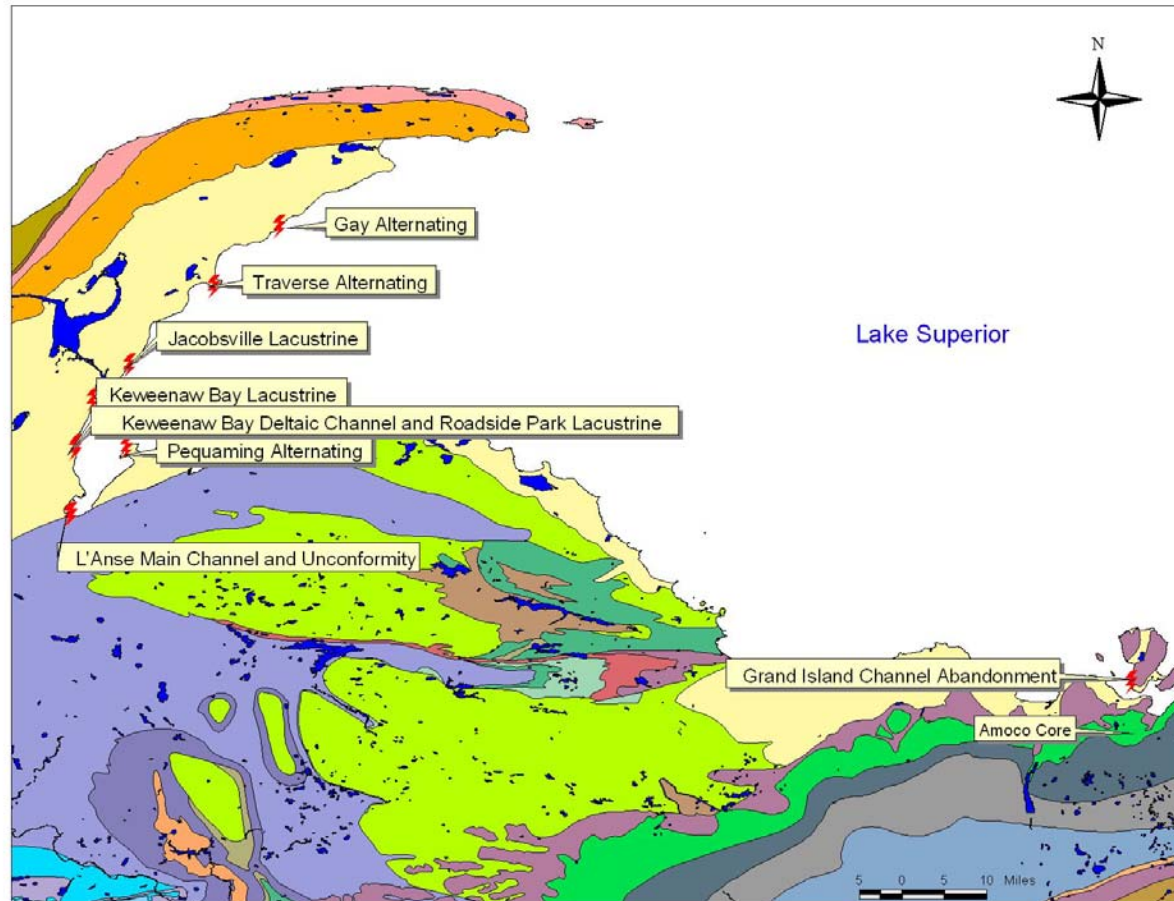 N
Gay Alternating
Traverse Alternating
Lake Superior
Jacobsville Lacustrine
Keweenaw Bay Lacustrine
Keweenaw Bay Deltaic Channel and Roadside Park Lacustrine
Pequaming Alternating
L'Anse Main Channel and Unconformity
Grand Island Channel Abandonment
Amoco Core
5 0 5 10 Miles